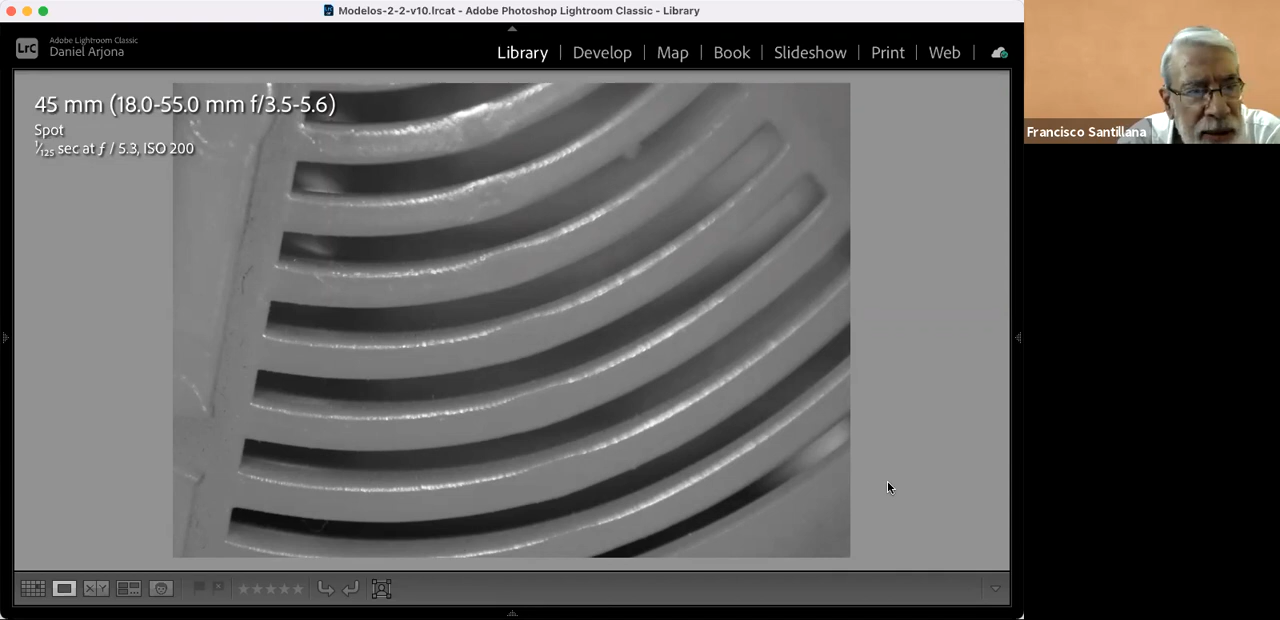 Modelos-2-2-v10.lrcat - Adobe Photoshop Lightroom Classic - Library
LrC
Adobe Lightroom Classic
Daniel Arjona
Library | Develop | Map | Book | Slideshow | Print | Web |
45 mm (18.0-55.0 mm f/3.5-5.6)
Spot
1/125 sec at ƒ / 5.3, ISO 200
Francisco Santillana
X Y